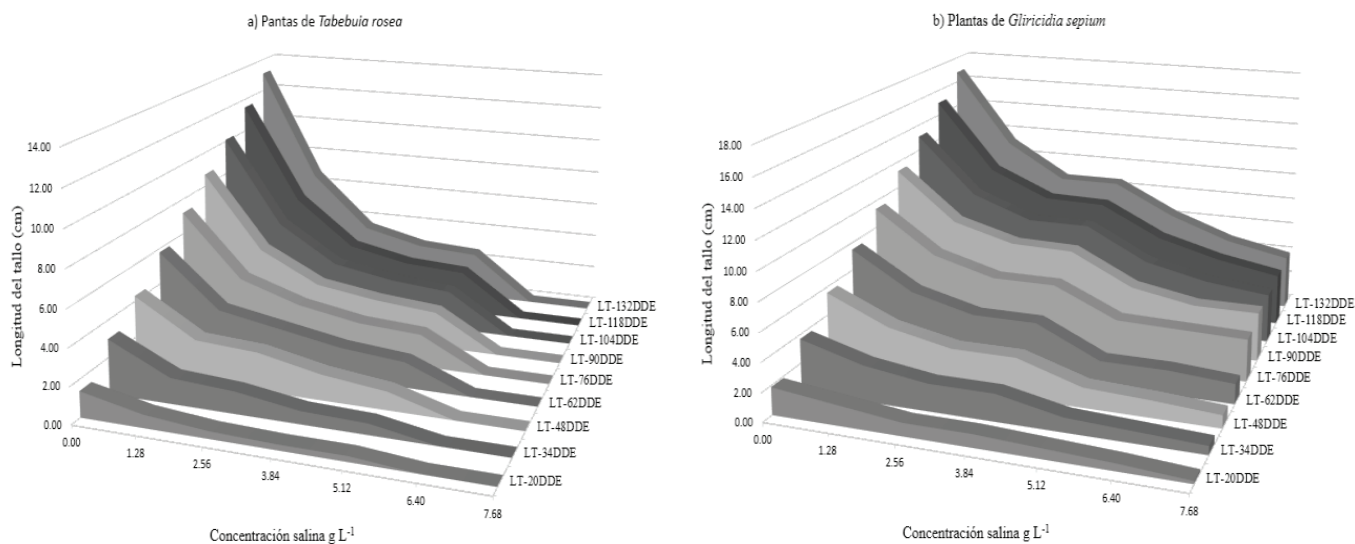 a) Pantas de Tabebuia rosea
14.00
12.00
10.00
8.00
6.00
4.00
2.00
0.00
Longitud del tallo (cm)
0.00
1.28
2.56
3.84
5.12
6.40
7.68
Concentración salina g L-1
LT-132DDE
LT-118DDE
LT-104DDE
LT-90DDE
LT-76DDE
LT-62DDE
LT-48DDE
LT-34DDE
LT-20DDE
b) Plantas de Gliricidia sepium
18.00
16.00
14.00
12.00
10.00
8.00
6.00
4.00
2.00
0.00
Longitud del tallo (cm)
0.00
1.28
2.56
3.84
5.12
6.40
7.68
Concentración salina g L-1
LT-132DDE
LT-118DDE
LT-104DDE
LT-90DDE
LT-76DDE
LT-62DDE
LT-48DDE
LT-34DDE
LT-20DDE